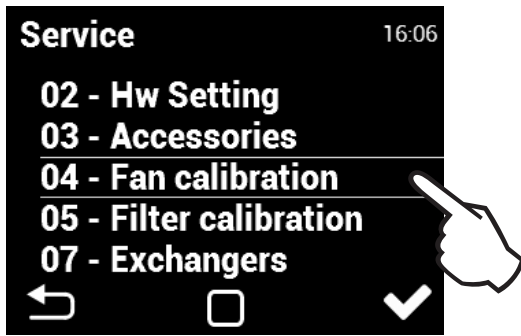 Service 16:06
02 - Hw Setting
03 - Accessories
04 - Fan calibration
05 - Filter calibration
07 - Exchangers